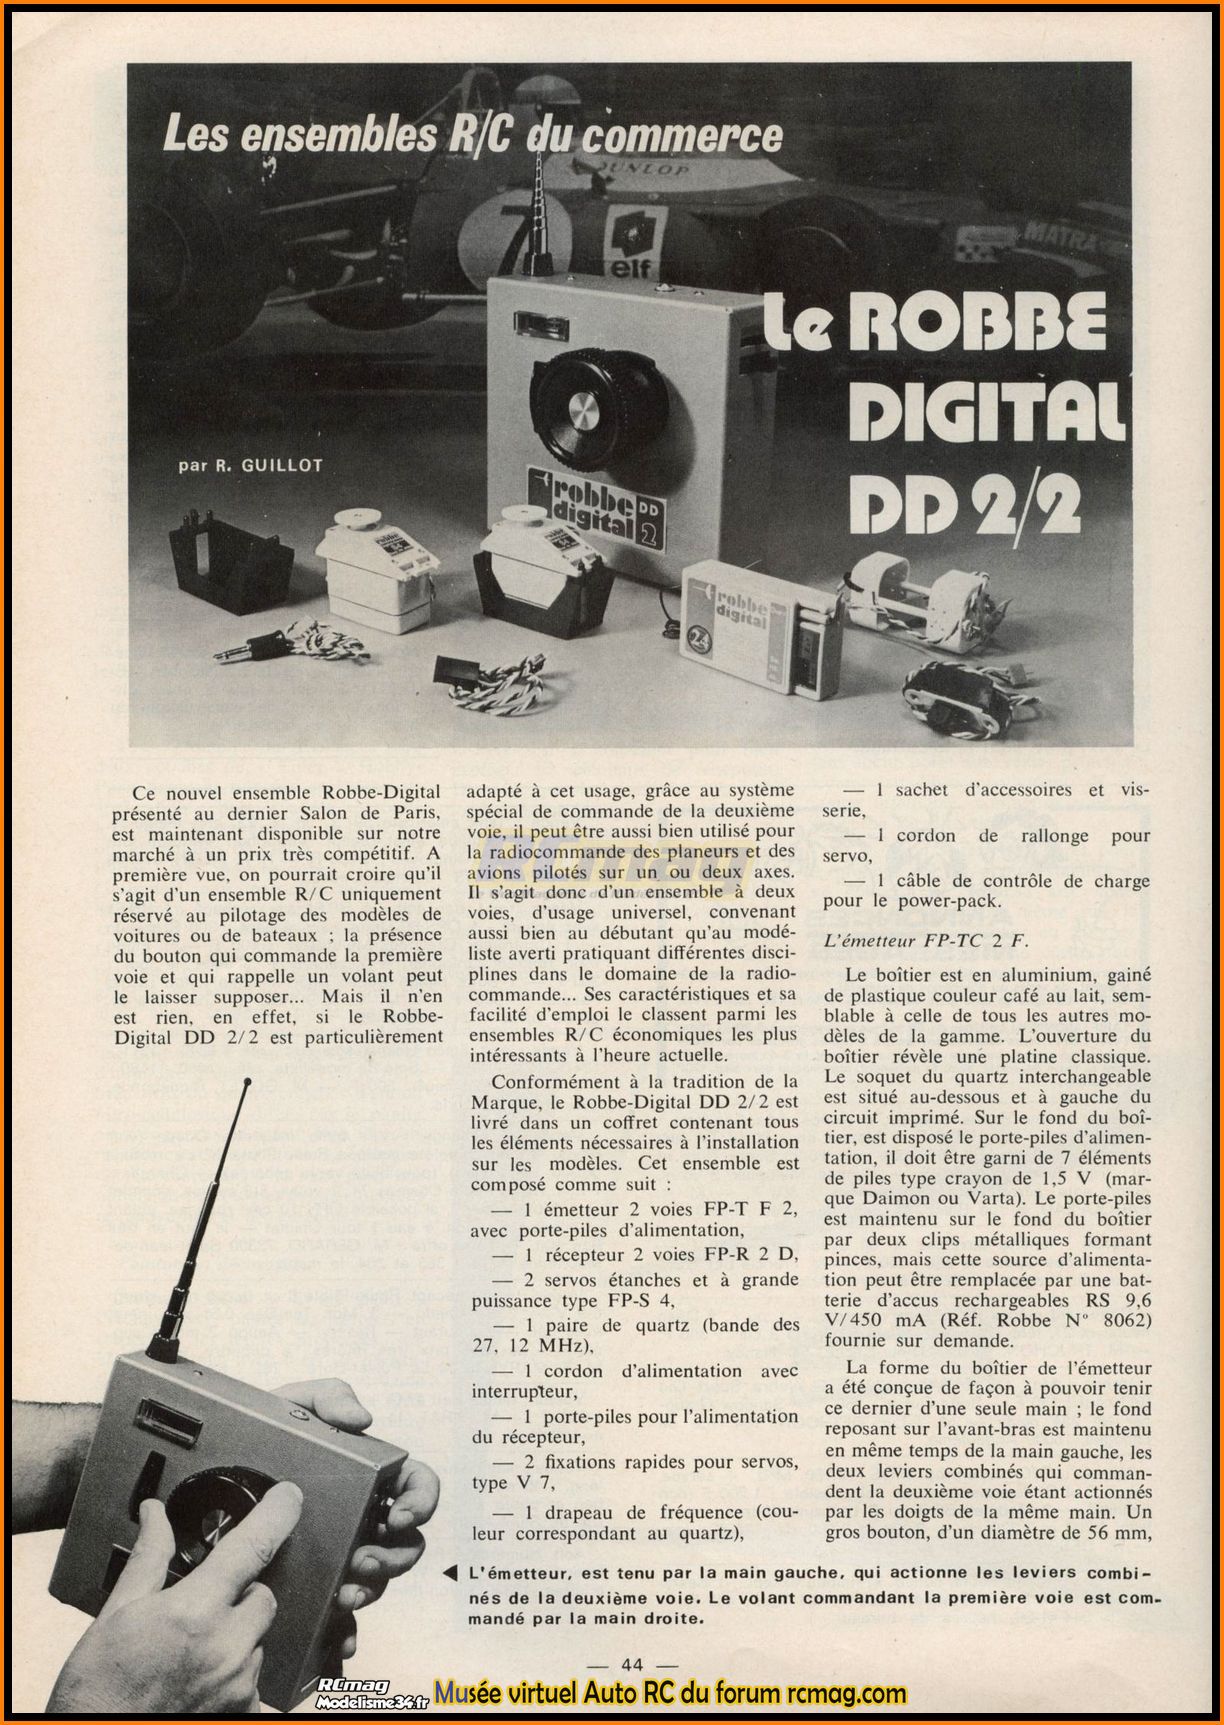 Les ensembles R/C du commerce
DUNLOP
7
elf
MATRA
Le ROBBE
DIGITAL
DD 2/2
par R. GUILLOT
robbe DD
digital 2
robbe
robbe
digital
Ce nouvel ensemble Robbe-Digital
présenté au dernier Salon de Paris,
est maintenant disponible sur notre
marché à un prix très compétitif. A
première vue, on pourrait croire qu'il
s'agit d'un ensemble R/C uniquement
réservé au pilotage des modèles de
voitures ou de bateaux ; la présence
du bouton qui commande la première
voie et qui rappelle un volant peut
le laisser supposer... Mais il n'en
est rien, en effet, si le Robbe-
Digital DD 2/2 est particulièrement
adapté à cet usage, grâce au système
spécial de commande de la deuxième
voie, il peut être aussi bien utilisé pour
la radiocommande des planeurs et des
avions pilotés sur un ou deux axes.
Il s'agit donc d'un ensemble à deux
voies, d'usage universel, convenant
aussi bien au débutant qu'au modé-
liste averti pratiquant différentes disci-
plines dans le domaine de la radio-
commande... Ses caractéristiques et sa
facilité d'emploi le classent parmi les
ensembles R/C économiques les plus
intéressants à l'heure actuelle.
Conformément à la tradition de la
Marque, le Robbe-Digital DD 2/2 est
livré dans un coffret contenant tous
les éléments nécessaires à l'installation
sur les modèles. Cet ensemble est
composé comme suit :
— 1 émetteur 2 voies FP-T F 2,
avec porte-piles d'alimentation,
— 1 récepteur 2 voies FP-R 2 D,
— 2 servos étanches et à grande
puissance type FP-S 4,
— 1 paire de quartz (bande des
27, 12 MHz),
— 1 cordon d'alimentation avec
interrupteur,
— 1 porte-piles pour l'alimentation
du récepteur,
— 2 fixations rapides pour servos,
type V 7,
— 1 drapeau de fréquence (cou-
leur correspondant au quartz),
— 1 sachet d'accessoires et vis-
serie,
— 1 cordon de rallonge pour
servo,
— 1 câble de contrôle de charge
pour le power-pack.
L'émetteur FP-TC 2 F.
Le boîtier est en aluminium, gainé
de plastique couleur café au lait, sem-
blable à celle de tous les autres mo-
dèles de la gamme. L'ouverture du
boîtier révèle une platine classique.
Le soquet du quartz interchangeable
est situé au-dessous et à gauche du
circuit imprimé. Sur le fond du boî-
tier, est disposé le porte-piles d'alimen-
tation, il doit être garni de 7 éléments
de piles type crayon de 1,5 V (mar-
que Daimon ou Varta). Le porte-piles
est maintenu sur le fond du boîtier
par deux clips métalliques formant
pinces, mais cette source d'alimenta-
tion peut être remplacée par une bat-
terie d'accus rechargeables RS 9,6
V/450 mA (Réf. Robbe N° 8062)
fournie sur demande.
La forme du boîtier de l'émetteur
a été conçue de façon à pouvoir tenir
ce dernier d'une seule main ; le fond
reposant sur l'avant-bras est maintenu
en même temps de la main gauche, les
deux leviers combinés qui comman-
dent la deuxième voie étant actionnés
par les doigts de la même main. Un
gros bouton, d'un diamètre de 56 mm,
◀ L'émetteur, est tenu par la main gauche, qui actionne les leviers combi-
nés de la deuxième voie. Le volant commandant la première voie est com-
mandé par la main droite.
— 44 —
RCmag
Modelisme34.fr
Musée virtuel Auto RC du forum rcmag.com